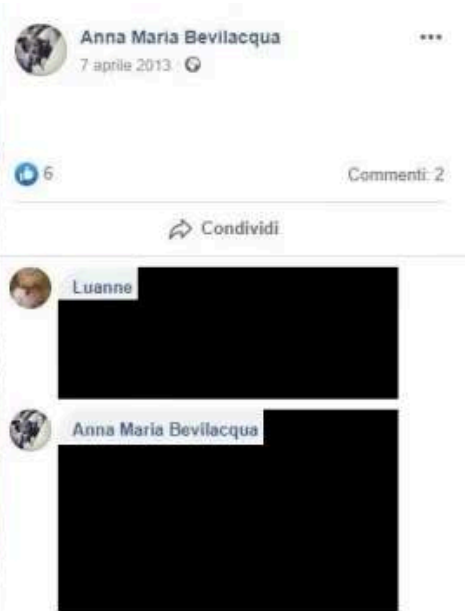 Anna Maria Bevilacqua
7 aprile 2013
6
Commenti: 2
Condividi
Luanne
Anna Maria Bevilacqua